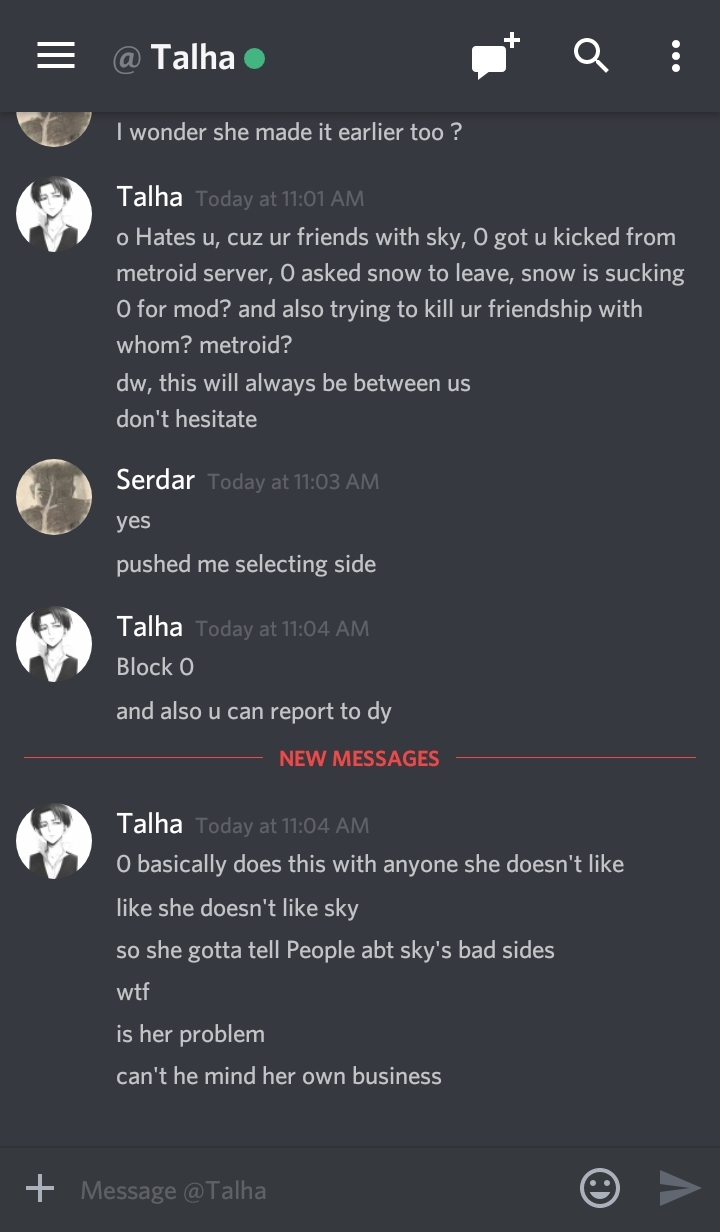 @ Talha
I wonder she made it earlier too ?
Talha Today at 11:01 AM
o Hates u, cuz ur friends with sky, 0 got u kicked from
metroid server, 0 asked snow to leave, snow is sucking
0 for mod? and also trying to kill ur friendship with
whom? metroid?
dw, this will always be between us
don't hesitate
Serdar Today at 11:03 AM
yes
pushed me selecting side
Talha Today at 11:04 AM
Block 0
and also u can report to dy
NEW MESSAGES
Talha Today at 11:04 AM
0 basically does this with anyone she doesn't like
like she doesn't like sky
so she gotta tell People abt sky's bad sides
wtf
is her problem
can't he mind her own business
Message @Talha